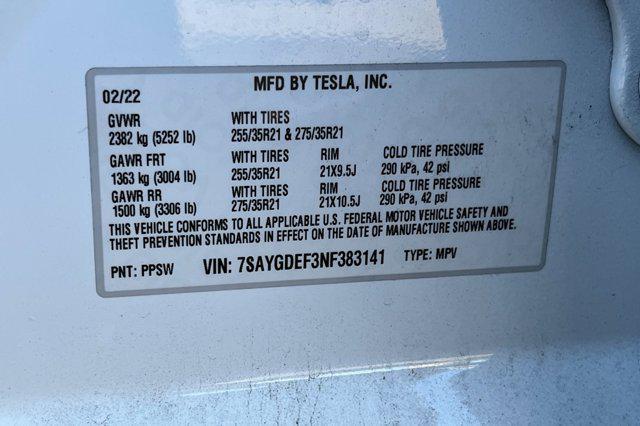 MFD BY TESLA, INC.
02/22
GVWR WITH TIRES
2382 kg (5252 lb) 255/35R21 & 275/35R21
GAWR FRT WITH TIRES RIM COLD TIRE PRESSURE
1363 kg (3004 lb) 255/35R21 21X9.5J 290 kPa, 42 psi
GAWR RR WITH TIRES RIM COLD TIRE PRESSURE
1500 kg (3306 lb) 275/35R21 21X10.5J 290 kPa, 42 psi
THIS VEHICLE CONFORMS TO ALL APPLICABLE U.S. FEDERAL MOTOR VEHICLE SAFETY AND
THEFT PREVENTION STANDARDS IN EFFECT ON THE DATE OF MANUFACTURE SHOWN ABOVE.
PNT: PPSW VIN: 7SAYGDEF3NF383141 TYPE: MPV